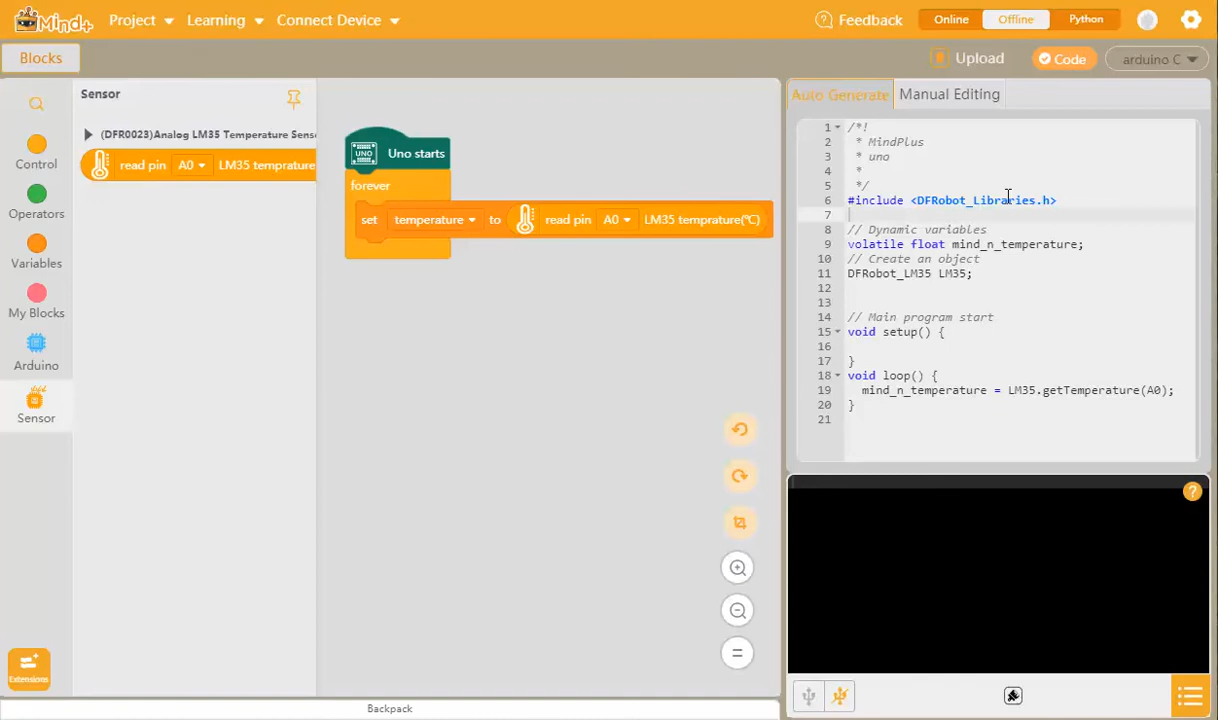 Mind+
Project
Learning
Connect Device
Feedback
Online
Offline
Python
Blocks
Upload
Code
arduino C
Control
Operators
Variables
My Blocks
Arduino
Sensor
Extensions
Sensor
(DFR0023)Analog LM35 Temperature Sens
read pin A0 LM35 temprature
UNO Uno starts
forever
set temperature to read pin A0 LM35 temprature(℃)
Backpack
Auto Generate
Manual Editing
1 /*!
2 * MindPlus
3 * uno
4 *
5 */
6 #include <DFRobot_Libraries.h>
7
8 // Dynamic variables
9 volatile float mind_n_temperature;
10 // Create an object
11 DFRobot_LM35 LM35;
12
13
14 // Main program start
15 void setup() {
16
17 }
18 void loop() {
19 mind_n_temperature = LM35.getTemperature(A0);
20 }
21